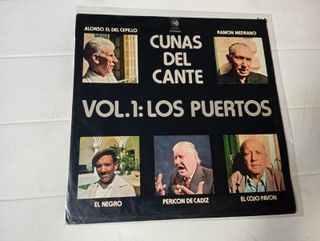 ALONSO EL DEL CEPILLO
CUNAS
DEL
CANTE
RAMON MEDRANO
VOL.1: LOS PUERTOS
EL NEGRO
PERICON DE CADIZ
EL COJO PAVON